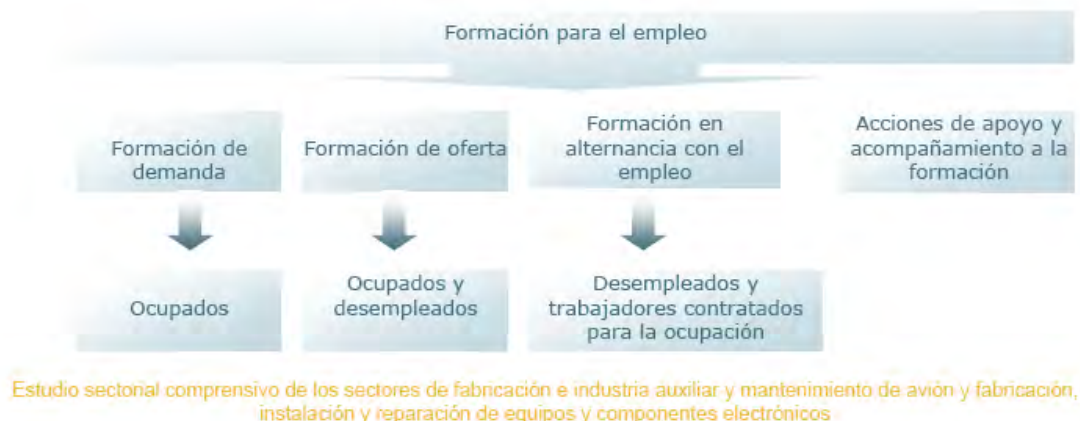 Formación para el empleo
Formación de
demanda
Formación de oferta
Formación en
alternancia con el
empleo
Acciones de apoyo y
acompañamiento a la
formación
Ocupados
Ocupados y
desempleados
Desempleados y
trabajadores contratados
para la ocupación
Estudio sectorial comprensivo de los sectores de fabricación e industria auxiliar y mantenimiento de avión y fabricación,
instalación y reparación de equipos y componentes electrónicos